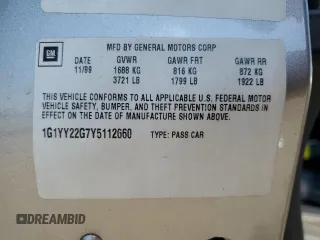 GM
MFD BY GENERAL MOTORS CORP
DATE GVWR GAWR FRT GAWR RR
11/99 1688 KG 816 KG 872 KG
3721 LB 1799 LB 1922 LB
THIS VEHICLE CONFORMS TO ALL APPLICABLE U.S. FEDERAL MOTOR
VEHICLE SAFETY, BUMPER, AND THEFT PREVENTION STANDARDS IN
EFFECT ON THE DATE OF MANUFACTURE SHOWN ABOVE.
1G1YY22G7Y5112660 TYPE: PASS CAR
DREAMBID